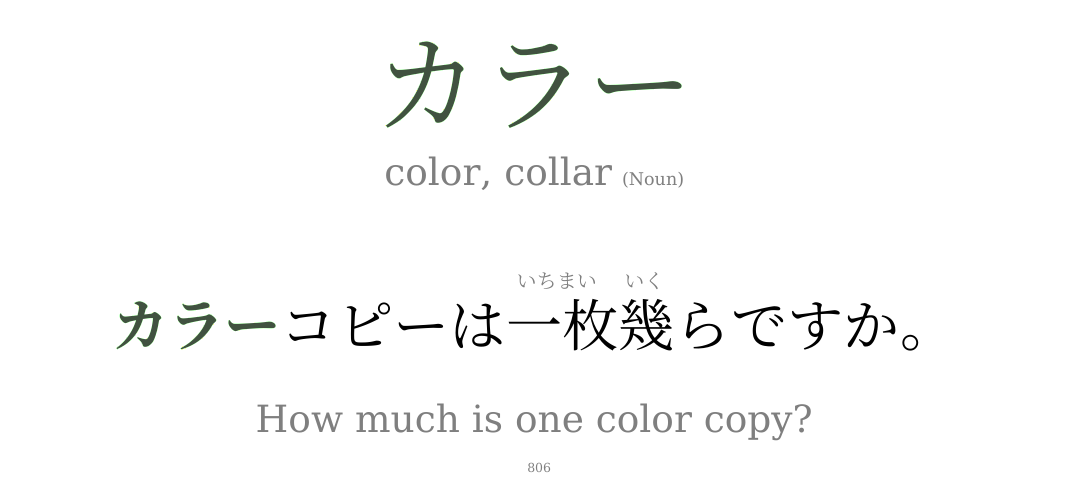 カラー
color, collar (Noun)
いちまい いく
カラーコピーは一枚幾らですか。
How much is one color copy?
806